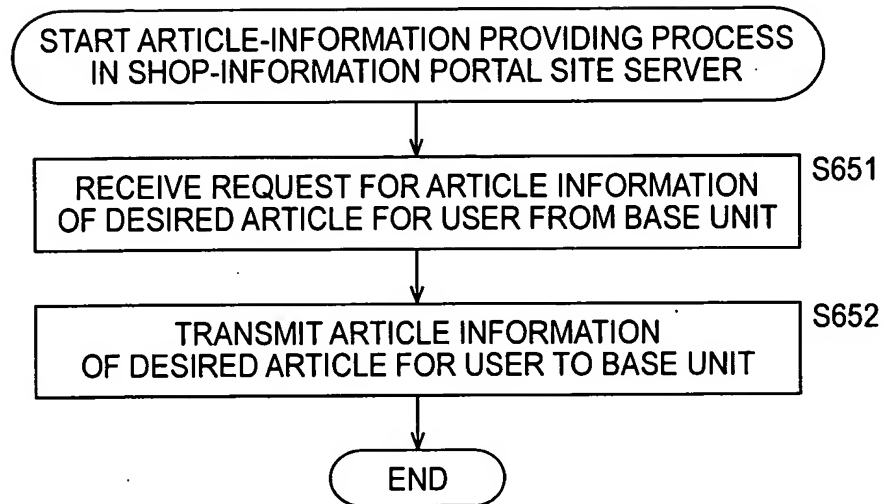 START ARTICLE-INFORMATION PROVIDING PROCESS
IN SHOP-INFORMATION PORTAL SITE SERVER
S651
RECEIVE REQUEST FOR ARTICLE INFORMATION
OF DESIRED ARTICLE FOR USER FROM BASE UNIT
S652
TRANSMIT ARTICLE INFORMATION
OF DESIRED ARTICLE FOR USER TO BASE UNIT
END